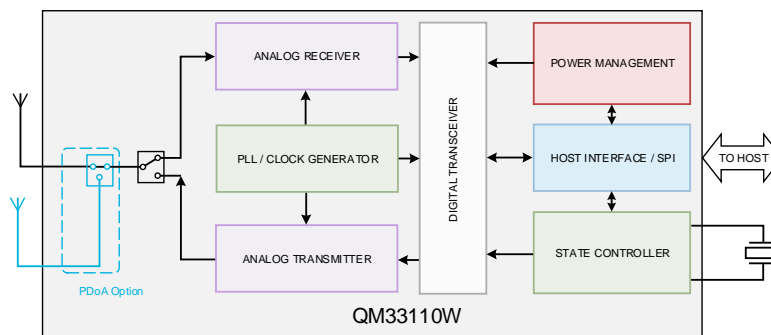 ANALOG RECEIVER
POWER MANAGEMENT
PLL / CLOCK GENERATOR
DIGITAL TRANSCEIVER
HOST INTERFACE / SPI
TO HOST
ANALOG TRANSMITTER
STATE CONTROLLER
PDoA Option
QM33110W